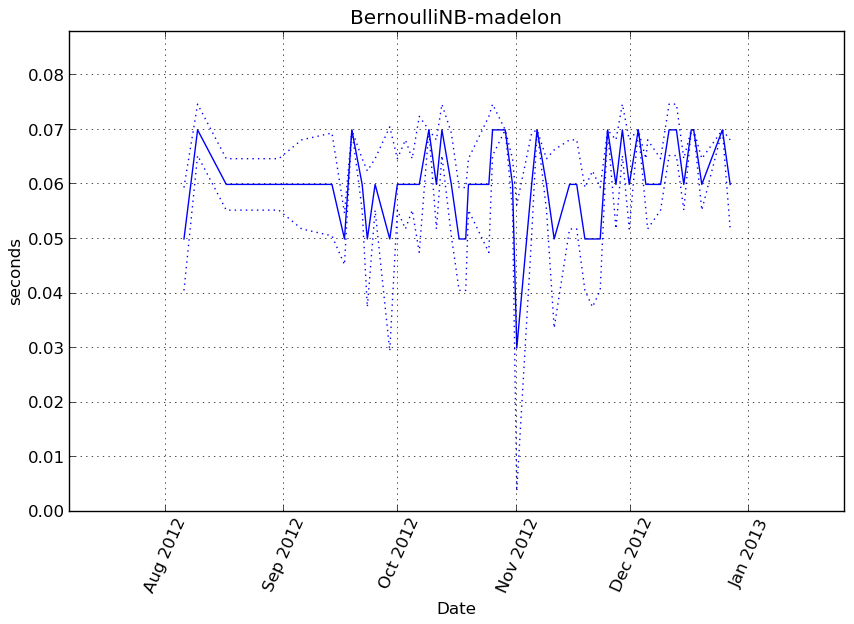 BernoulliNB-madelon
0.08
0.07
0.06
0.05
0.04
0.03
0.02
0.01
0.00
seconds
Aug 2012
Sep 2012
Oct 2012
Nov 2012
Dec 2012
Jan 2013
Date